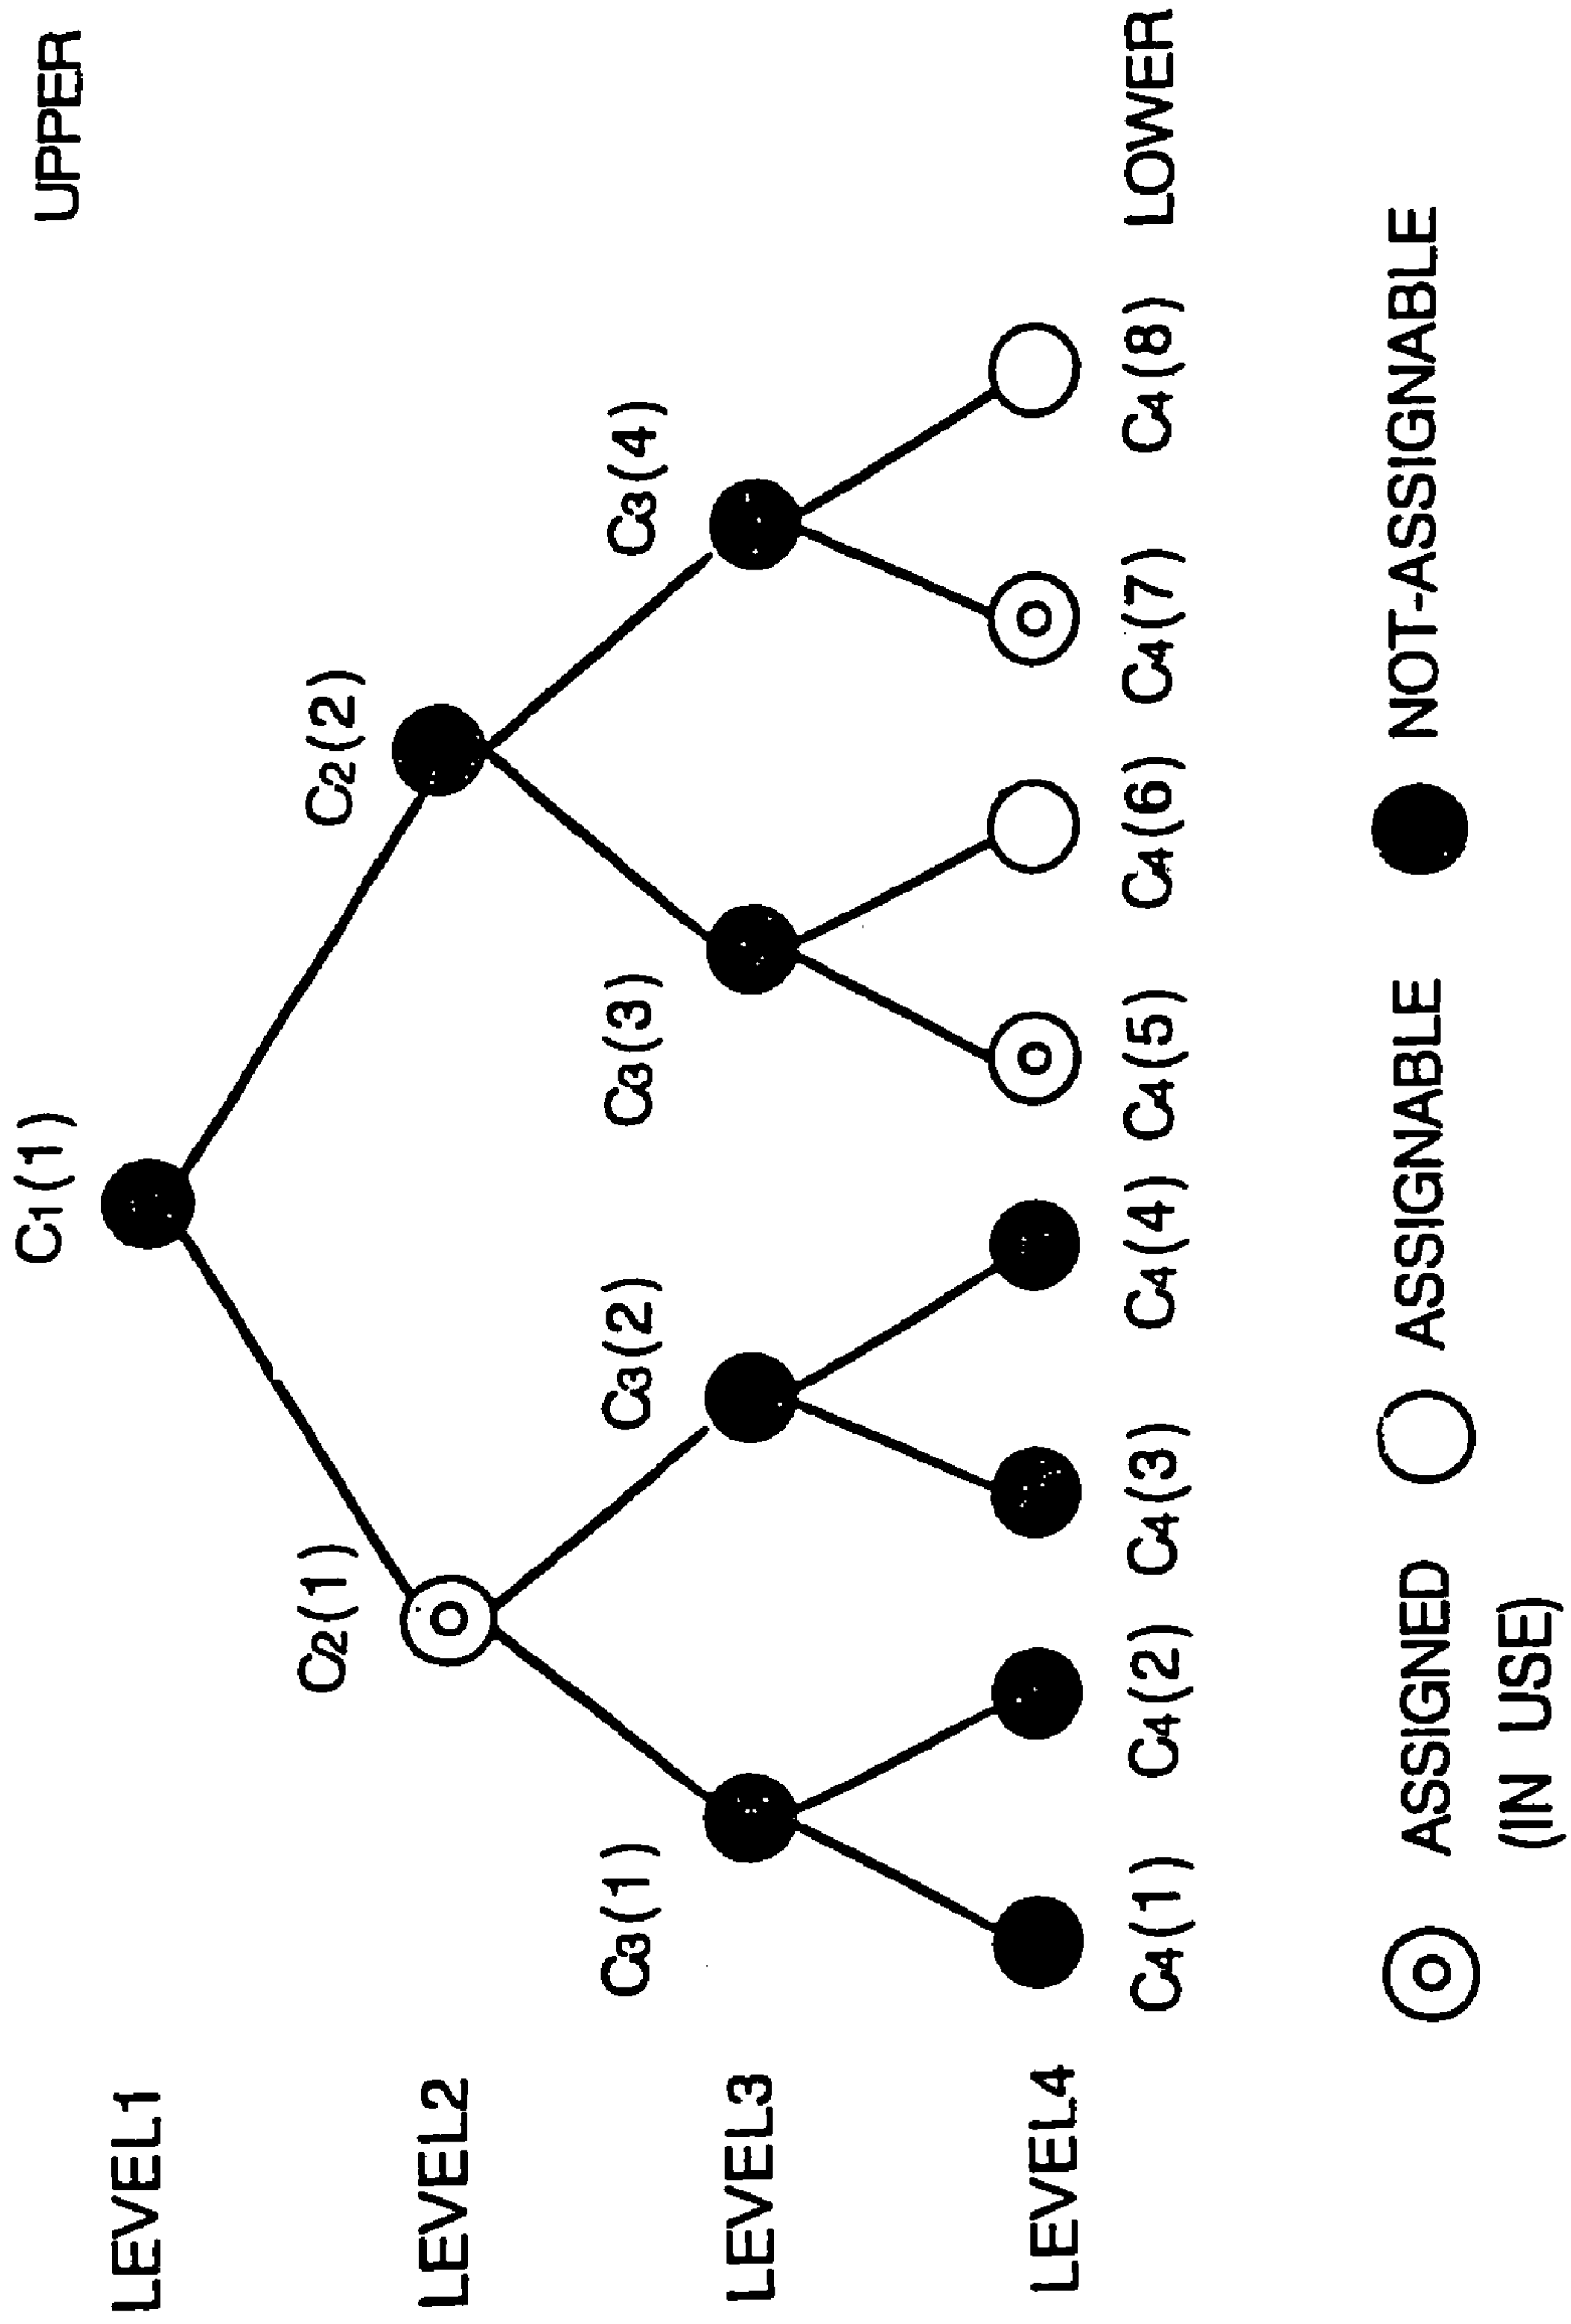 UPPER
C1(1)
LEVEL1
C2(1) C2(2)
LEVEL2
C3(1) C3(2) C3(3) C3(4)
LEVEL3
LEVEL4
C4(1) C4(2) C4(3) C4(4) C4(5) C4(6) C4(7) C4(8) LOWER
ASSIGNED ASSIGNABLE NOT-ASSIGNABLE
(IN USE)